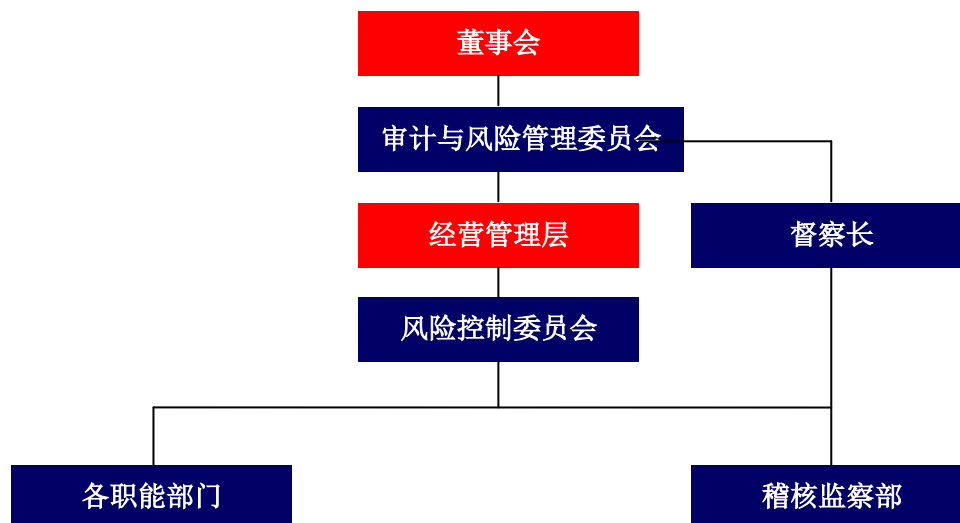 董事会
审计与风险管理委员会
经营管理层
督察长
风险控制委员会
各职能部门
稽核监察部